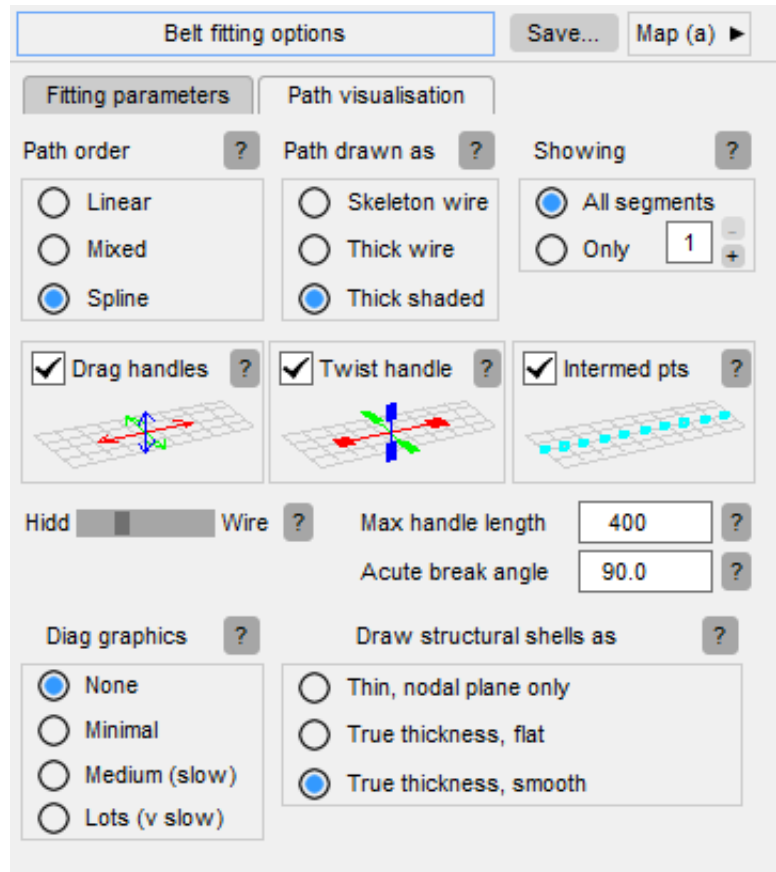 Belt fitting options Save... Map (a) ▶
Fitting parameters Path visualisation
Path order ? Path drawn as ? Showing ?
Linear Skeleton wire All segments
Mixed Thick wire Only 1 - +
Spline Thick shaded
Drag handles ? Twist handle ? Intermed pts ?
Hidd Wire ? Max handle length 400 ?
Acute break angle 90.0 ?
Diag graphics ? Draw structural shells as ?
None Thin, nodal plane only
Minimal True thickness, flat
Medium (slow) True thickness, smooth
Lots (v slow)